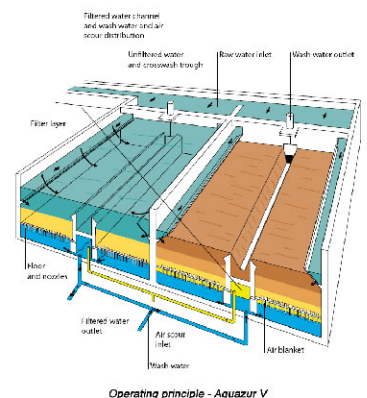 Filtered water channel
and wash water and air
scour distribution
Unfiltered water
and crosswash trough
Raw water inlet
Wash water outlet
Filter layer
Floor
and nozzles
Filtered water
outlet
Air scour
inlet
Wash water
Air blanket
Operating principle - Aquazur V